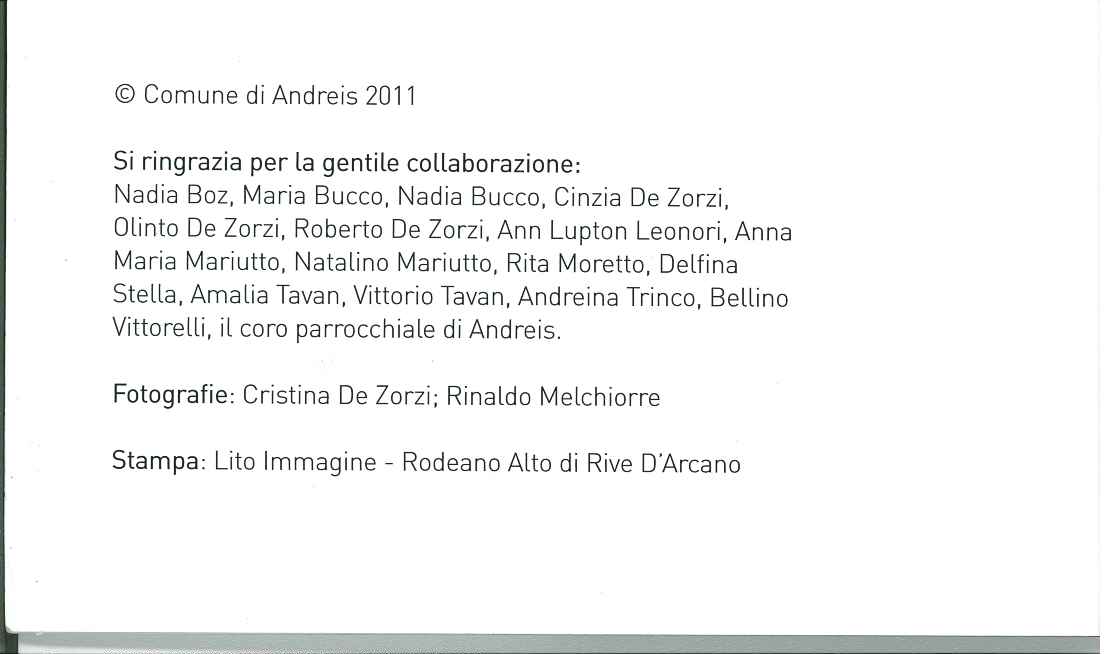 © Comune di Andreis 2011
Si ringrazia per la gentile collaborazione:
Nadia Boz, Maria Bucco, Nadia Bucco, Cinzia De Zorzi,
Olinto De Zorzi, Roberto De Zorzi, Ann Lupton Leonori, Anna
Maria Mariutto, Natalino Mariutto, Rita Moretto, Delfina
Stella, Amalia Tavan, Vittorio Tavan, Andreina Trinco, Bellino
Vittorelli, il coro parrocchiale di Andreis.
Fotografie: Cristina De Zorzi; Rinaldo Melchiorre
Stampa: Lito Immagine - Rodeano Alto di Rive D'Arcano